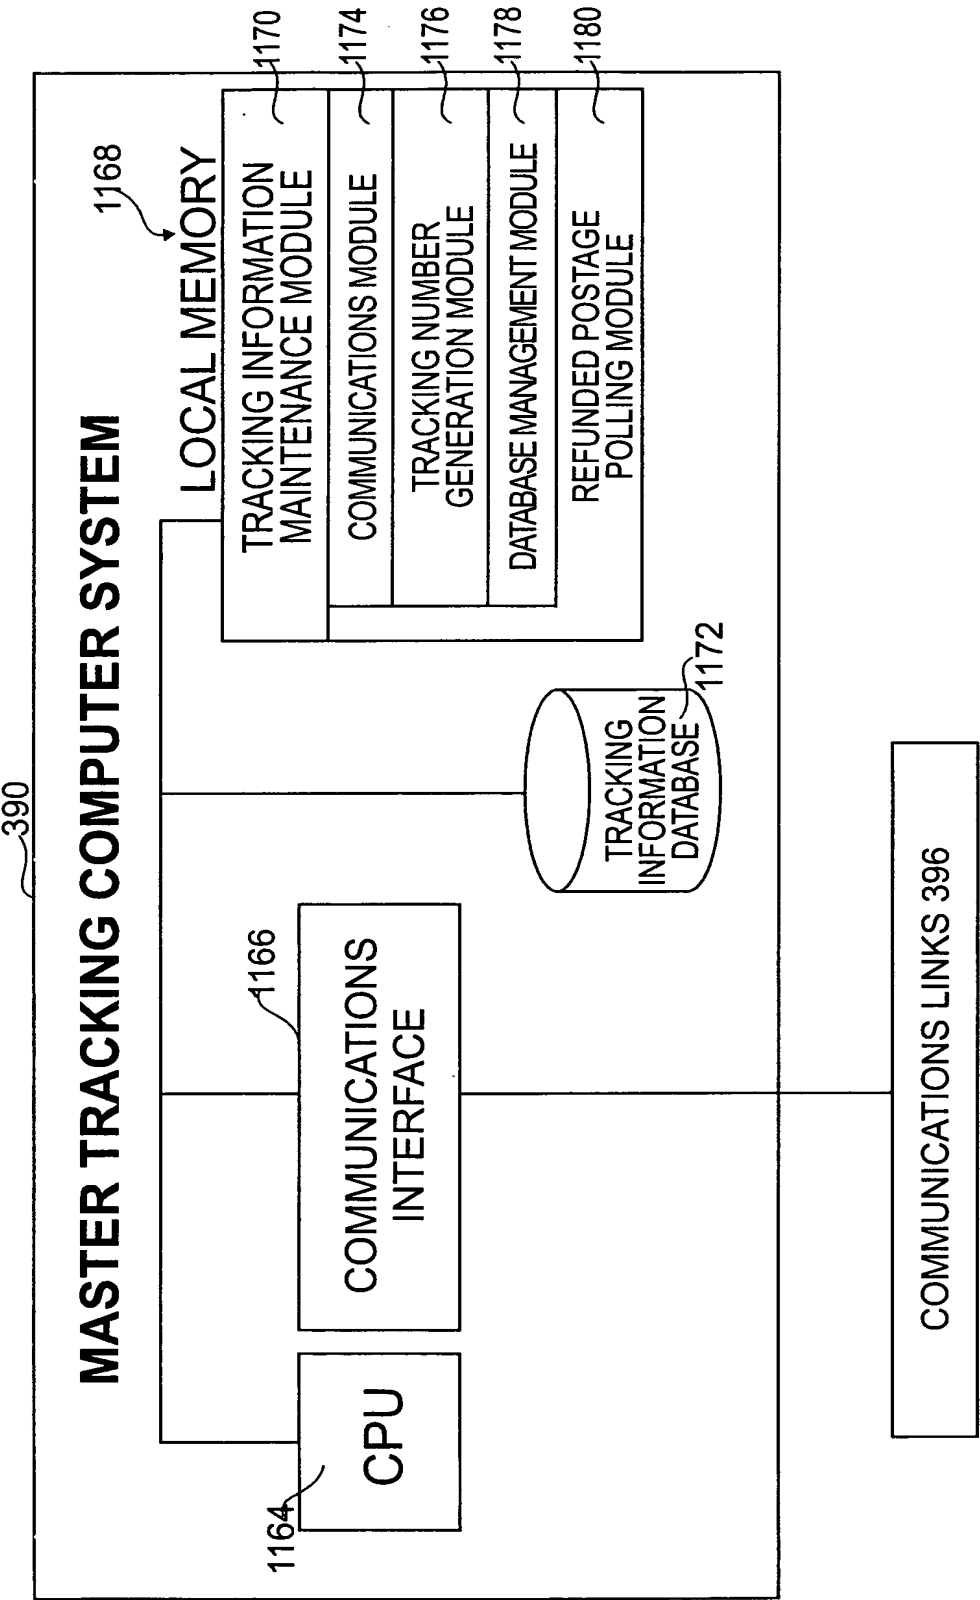 390
MASTER TRACKING COMPUTER SYSTEM
1168
LOCAL MEMORY
TRACKING INFORMATION
MAINTENANCE MODULE
1170
COMMUNICATIONS MODULE
1174
TRACKING NUMBER
GENERATION MODULE
1176
DATABASE MANAGEMENT MODULE
1178
REFUNDED POSTAGE
POLLING MODULE
1180
1164
CPU
1166
COMMUNICATIONS
INTERFACE
TRACKING
INFORMATION
DATABASE
1172
COMMUNICATIONS LINKS 396